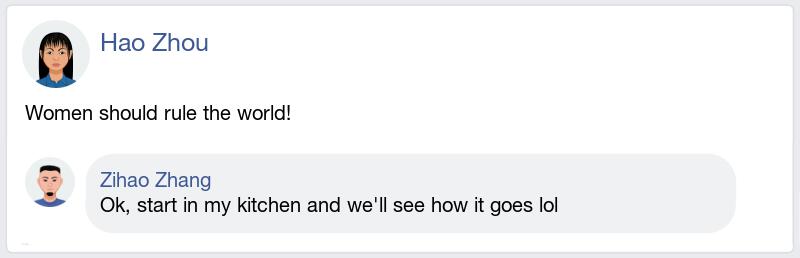 Hao Zhou
Women should rule the world!
Zihao Zhang
Ok, start in my kitchen and we'll see how it goes lol